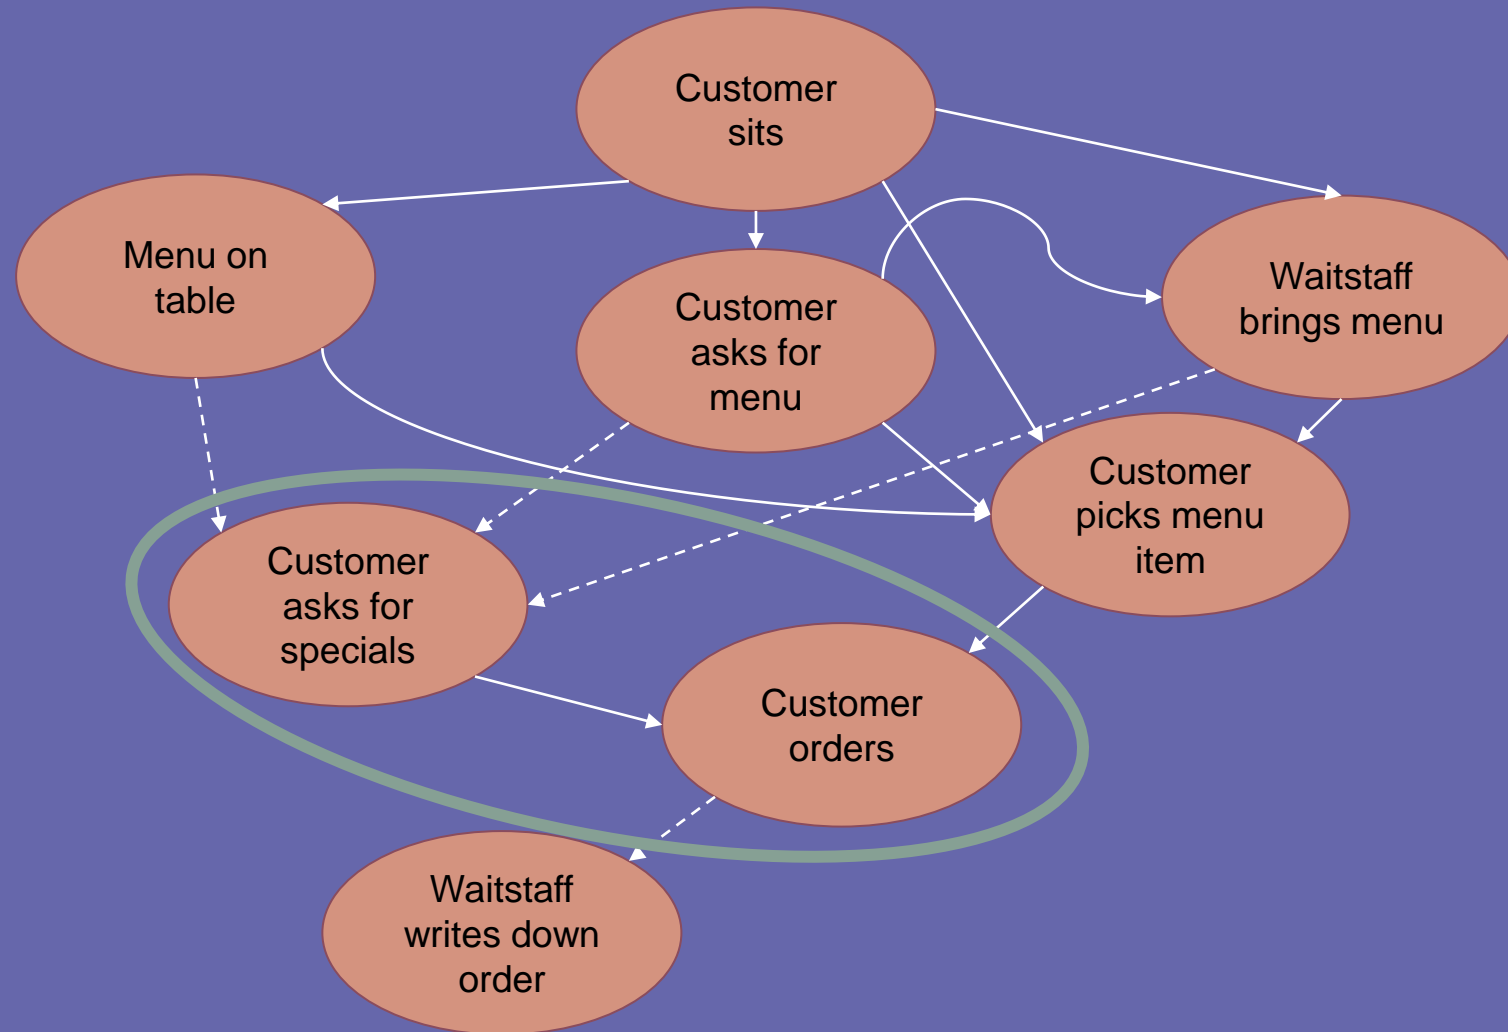 Customer
sits
Menu on
table
Customer
asks for
menu
Waitstaff
brings menu
Customer
picks menu
item
Customer
asks for
specials
Customer
orders
Waitstaff
writes down
order